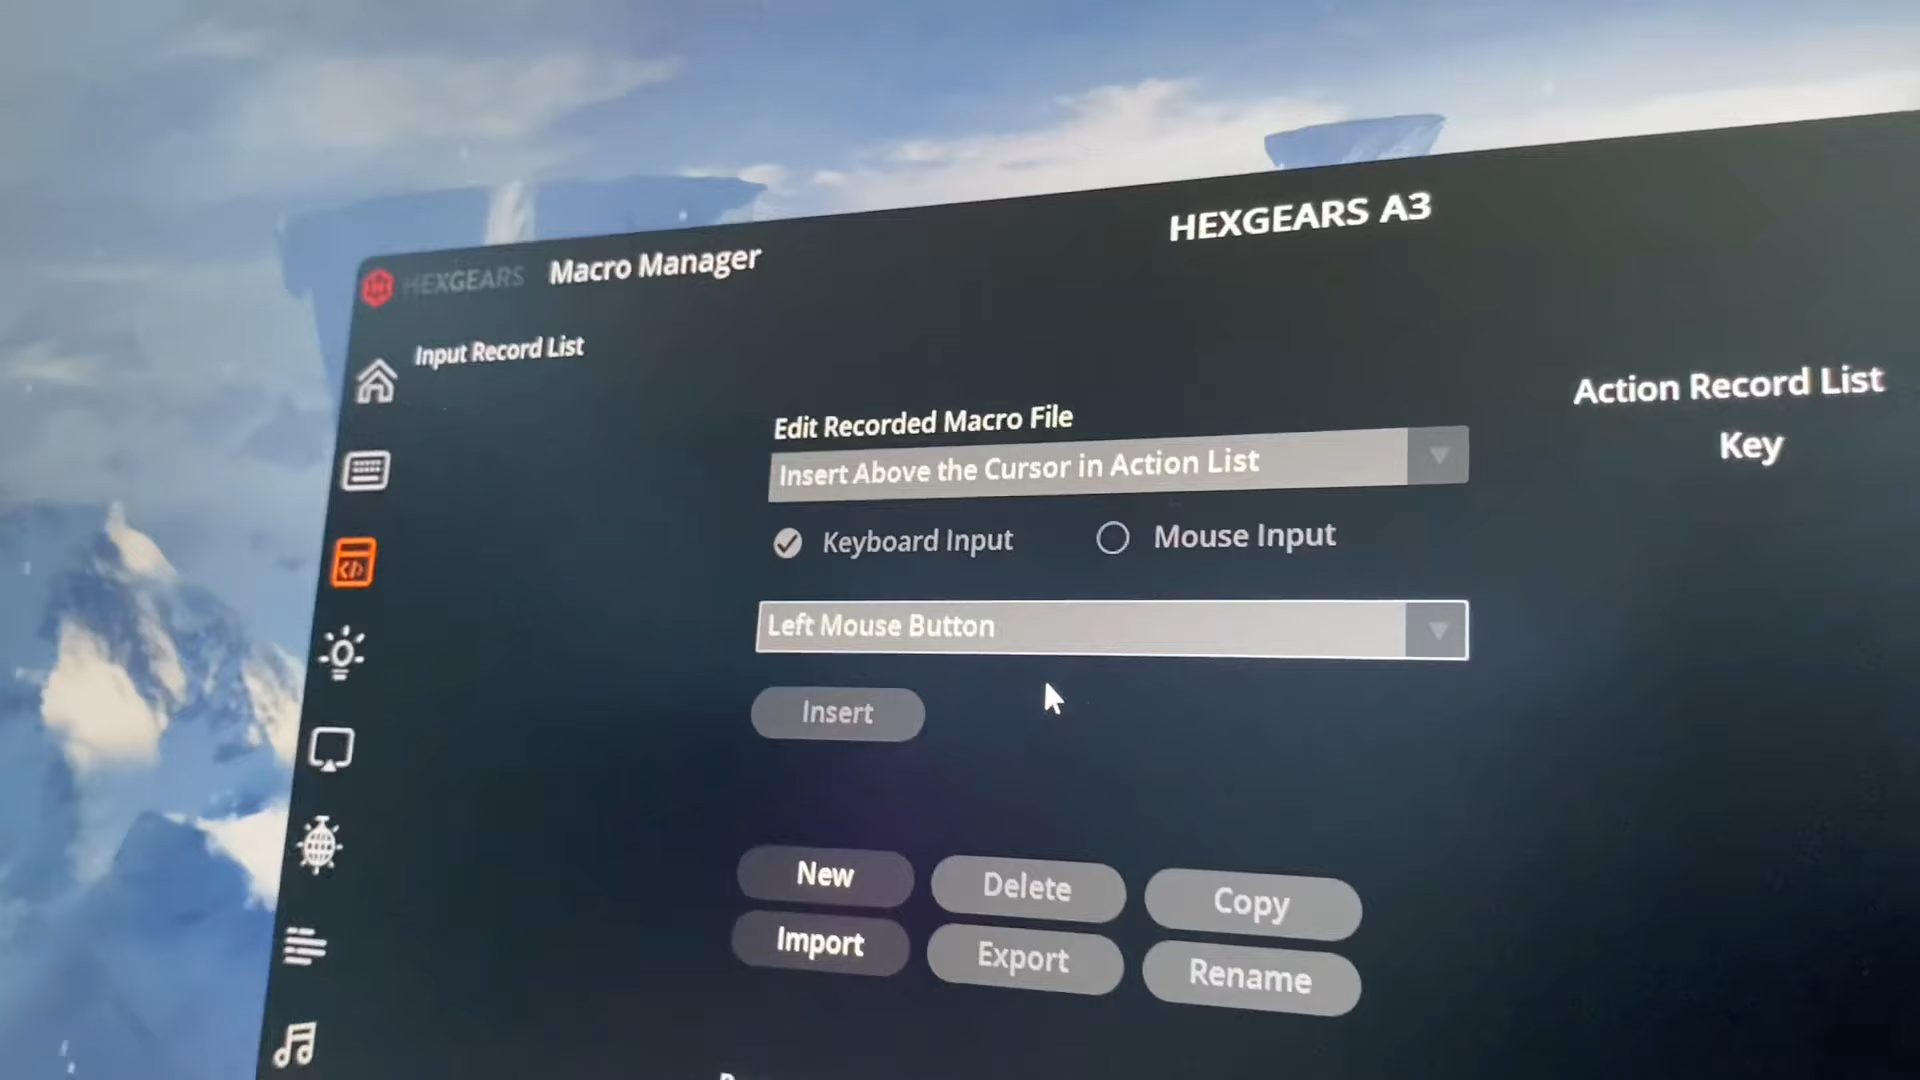 HEXGEARS A3
HEXGEARS Macro Manager
Input Record List
Action Record List
Key
Edit Recorded Macro File
Insert Above the Cursor in Action List
Keyboard Input
Mouse Input
Left Mouse Button
Insert
New
Delete
Copy
Import
Export
Rename